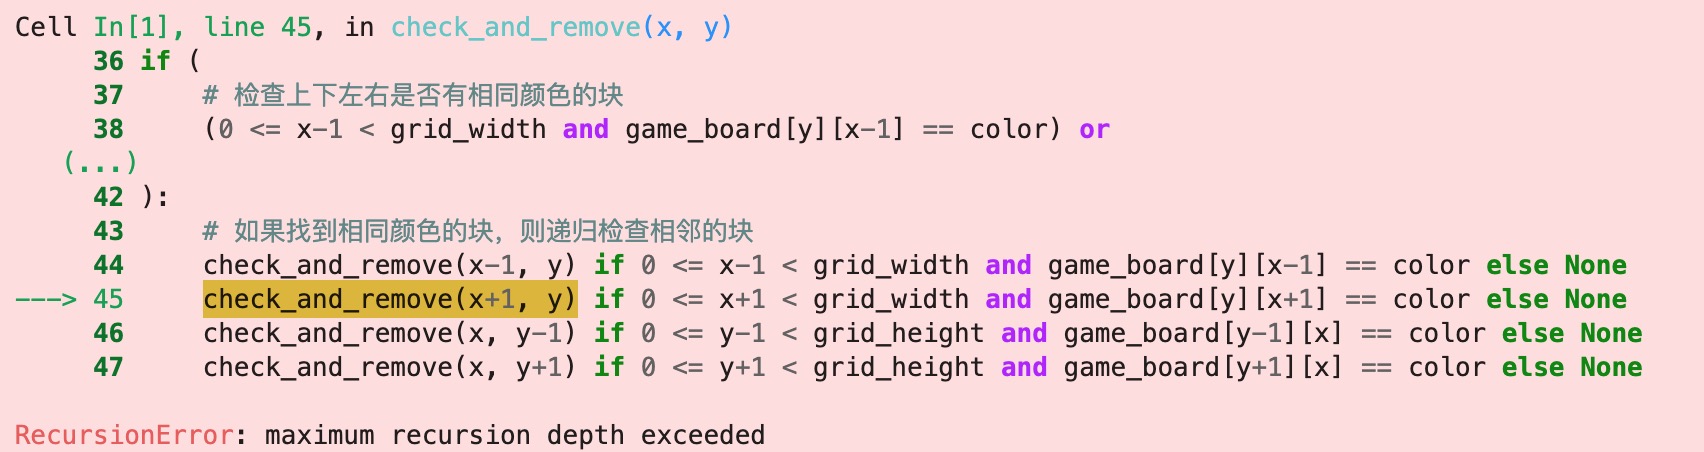 Cell In[1], line 45, in check_and_remove(x, y)
36 if (
37     # 检查上下左右是否有相同颜色的块
38     (0 <= x-1 < grid_width and game_board[y][x-1] == color) or
(...)
42 ):
43     # 如果找到相同颜色的块，则递归检查相邻的块
44     check_and_remove(x-1, y) if 0 <= x-1 < grid_width and game_board[y][x-1] == color else None
---> 45     check_and_remove(x+1, y) if 0 <= x+1 < grid_width and game_board[y][x+1] == color else None
46     check_and_remove(x, y-1) if 0 <= y-1 < grid_height and game_board[y-1][x] == color else None
47     check_and_remove(x, y+1) if 0 <= y+1 < grid_height and game_board[y+1][x] == color else None
RecursionError: maximum recursion depth exceeded